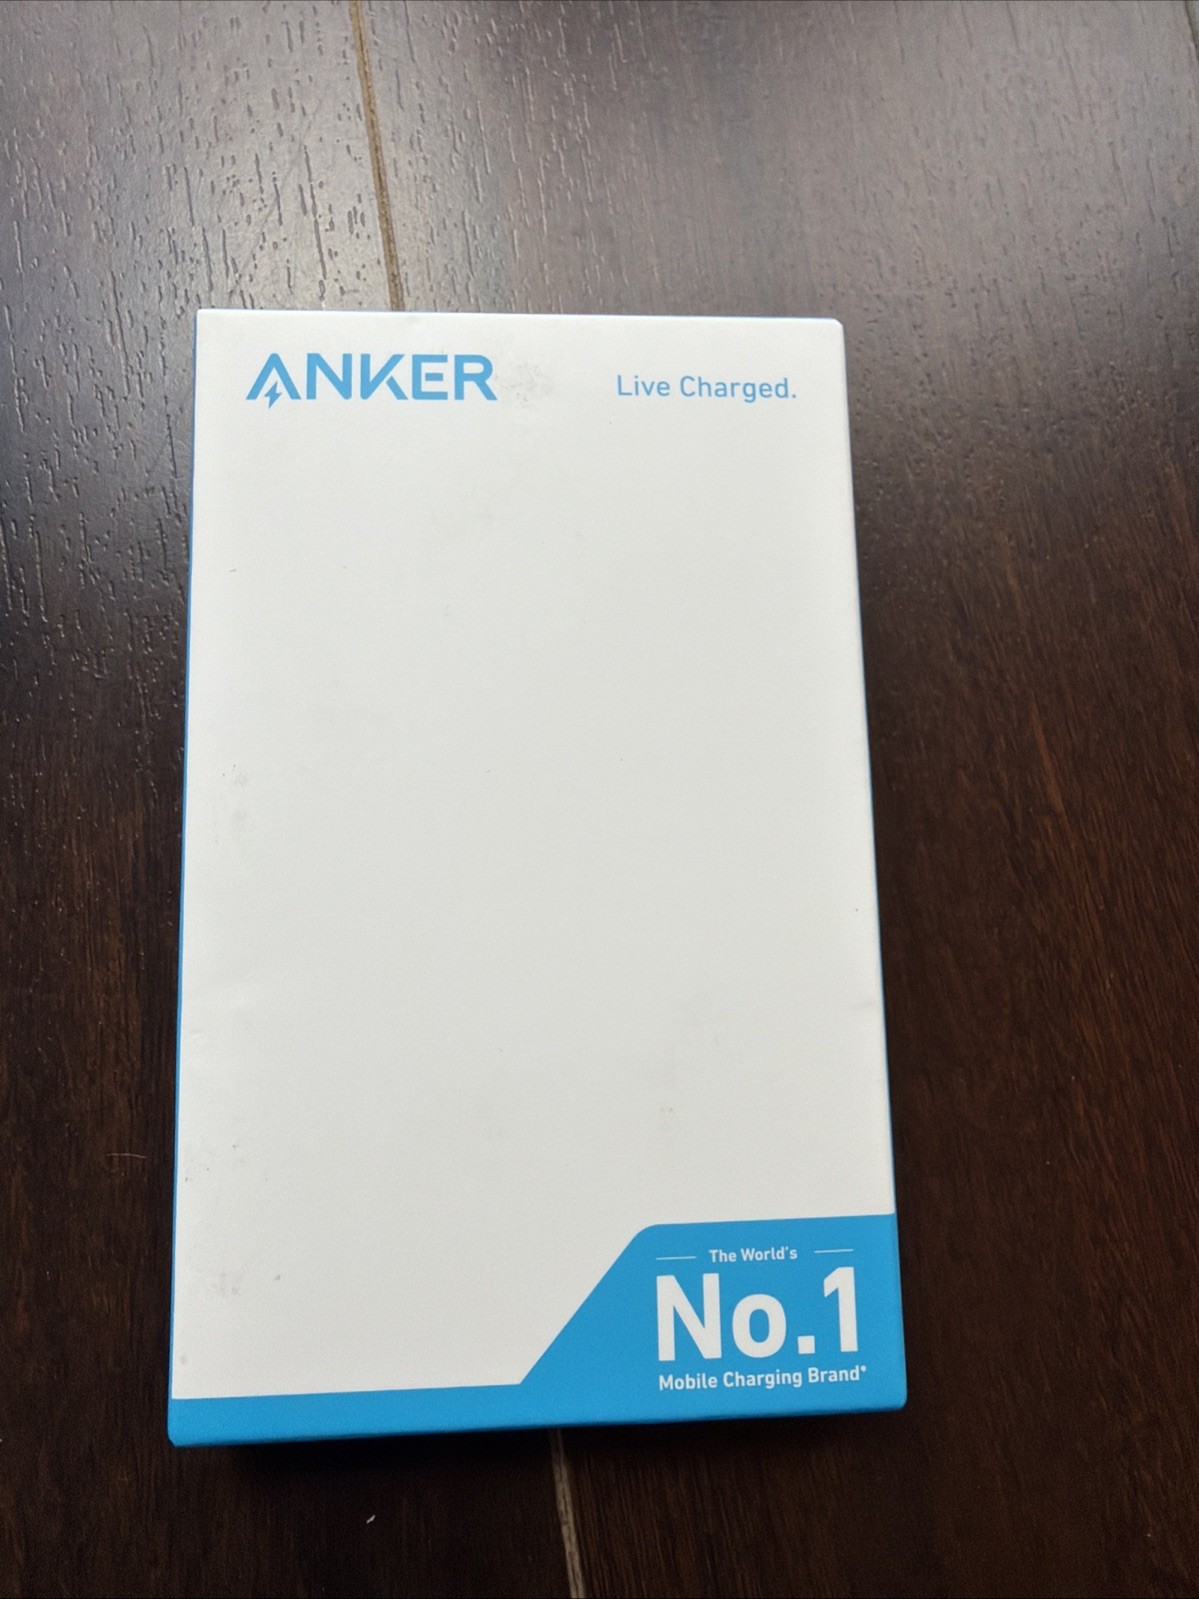 ANKER
Live Charged.
The World's
No.1
Mobile Charging Brand*